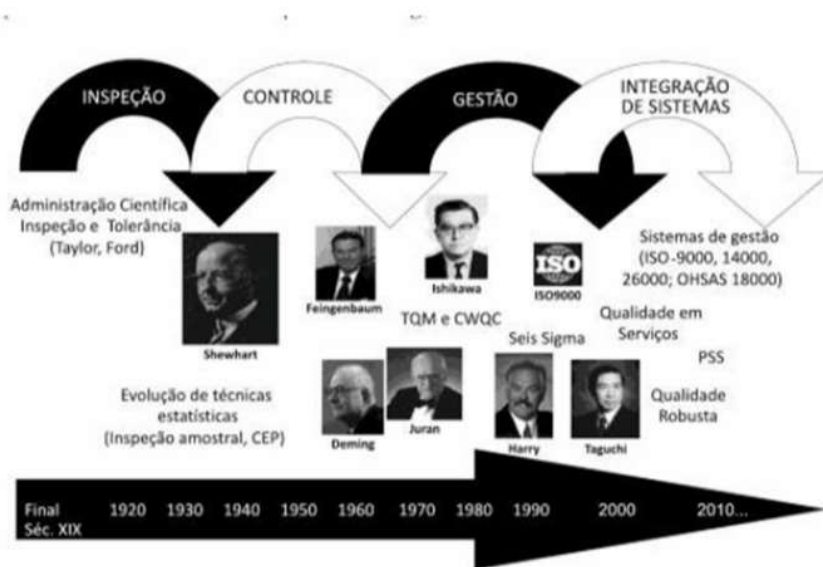 INSPEÇÃO
CONTROLE
GESTÃO
INTEGRAÇÃO
DE SISTEMAS
Administração Científica
Inspeção e Tolerância
(Taylor, Ford)
Shewhart
Feingenbaum
Ishikawa
ISO
ISO9000
Sistemas de gestão
(ISO-9000, 14000,
26000; OHSAS 18000)
TQM e CWQC
Seis Sigma
Qualidade em
Serviços
PSS
Evolução de técnicas
estatísticas
(Inspeção amostral, CEP)
Deming
Juran
Harry
Taguchi
Qualidade
Robusta
Final
Séc. XIX
1920 1930 1940 1950 1960 1970 1980 1990 2000 2010...